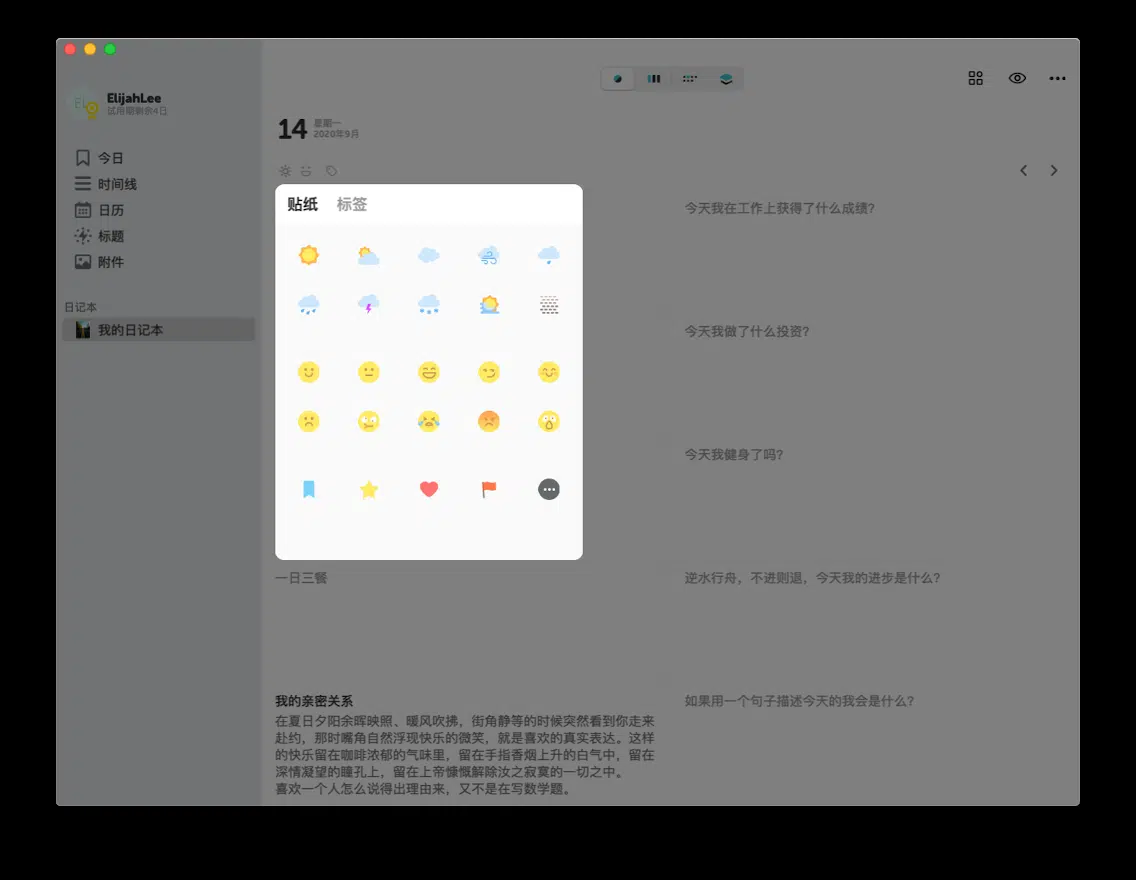 ElijahLee
试用期剩余4日
今日
时间线
日历
标题
附件
日记本
我的日记本
14
星期一
2020年9月
贴纸
标签
今天我在工作上获得了什么成绩?
今天我做了什么投资?
今天我健身了吗?
一日三餐
逆水行舟，不进则退，今天我的进步是什么?
我的亲密关系
在夏日夕阳余晖映照、暖风吹拂，街角静等的时候突然看到你走来
赴约，那时嘴角自然浮现快乐的微笑，就是喜欢的真实表达。这样
的快乐留在咖啡浓郁的气味里，留在手指香烟上升的白气中，留在
深情凝望的瞳孔上，留在上帝慷慨解除汝之寂寞的一切之中。
喜欢一个人怎么说得出理由来，又不是在写数学题。
如果用一个句子描述今天的我会是什么?